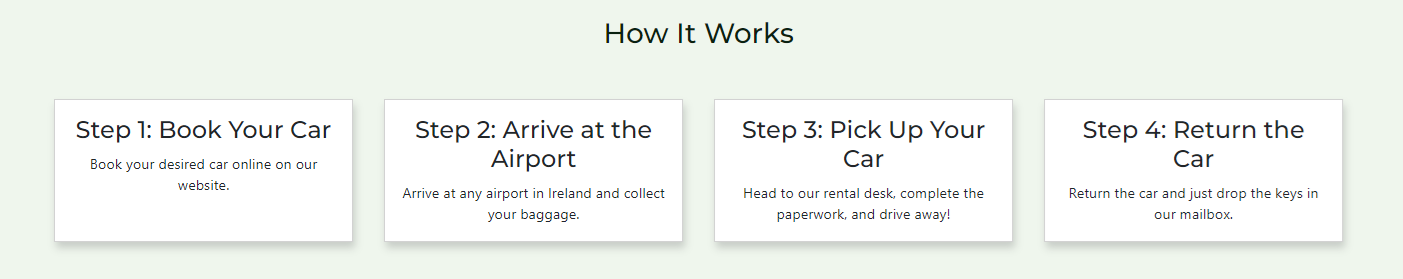 How It Works
Step 1: Book Your Car
Book your desired car online on our
website.
Step 2: Arrive at the
Airport
Arrive at any airport in Ireland and collect
your baggage.
Step 3: Pick Up Your
Car
Head to our rental desk, complete the
paperwork, and drive away!
Step 4: Return the
Car
Return the car and just drop the keys in
our mailbox.